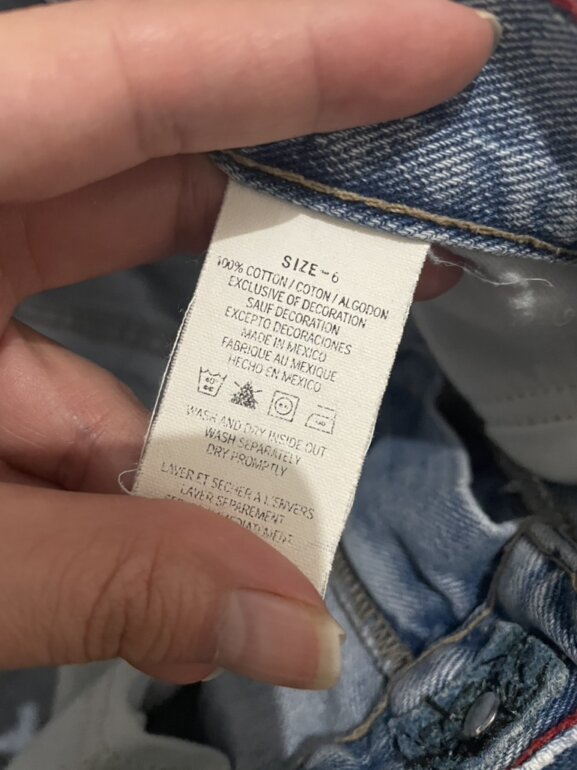 SIZE - 6
100% COTTON / COTON / ALGODON
EXCLUSIVE OF DECORATION
SAUF DECORATION
EXCEPTO DECORACIONES
MADE IN MEXICO
FABRIQUE AU MEXIQUE
HECHO EN MEXICO
WASH AND DRY INSIDE OUT
WASH SEPARATELY
DRY PROMPTLY
LAVER ET SECHER A L'ENVERS
LAVER SEPAREMENT